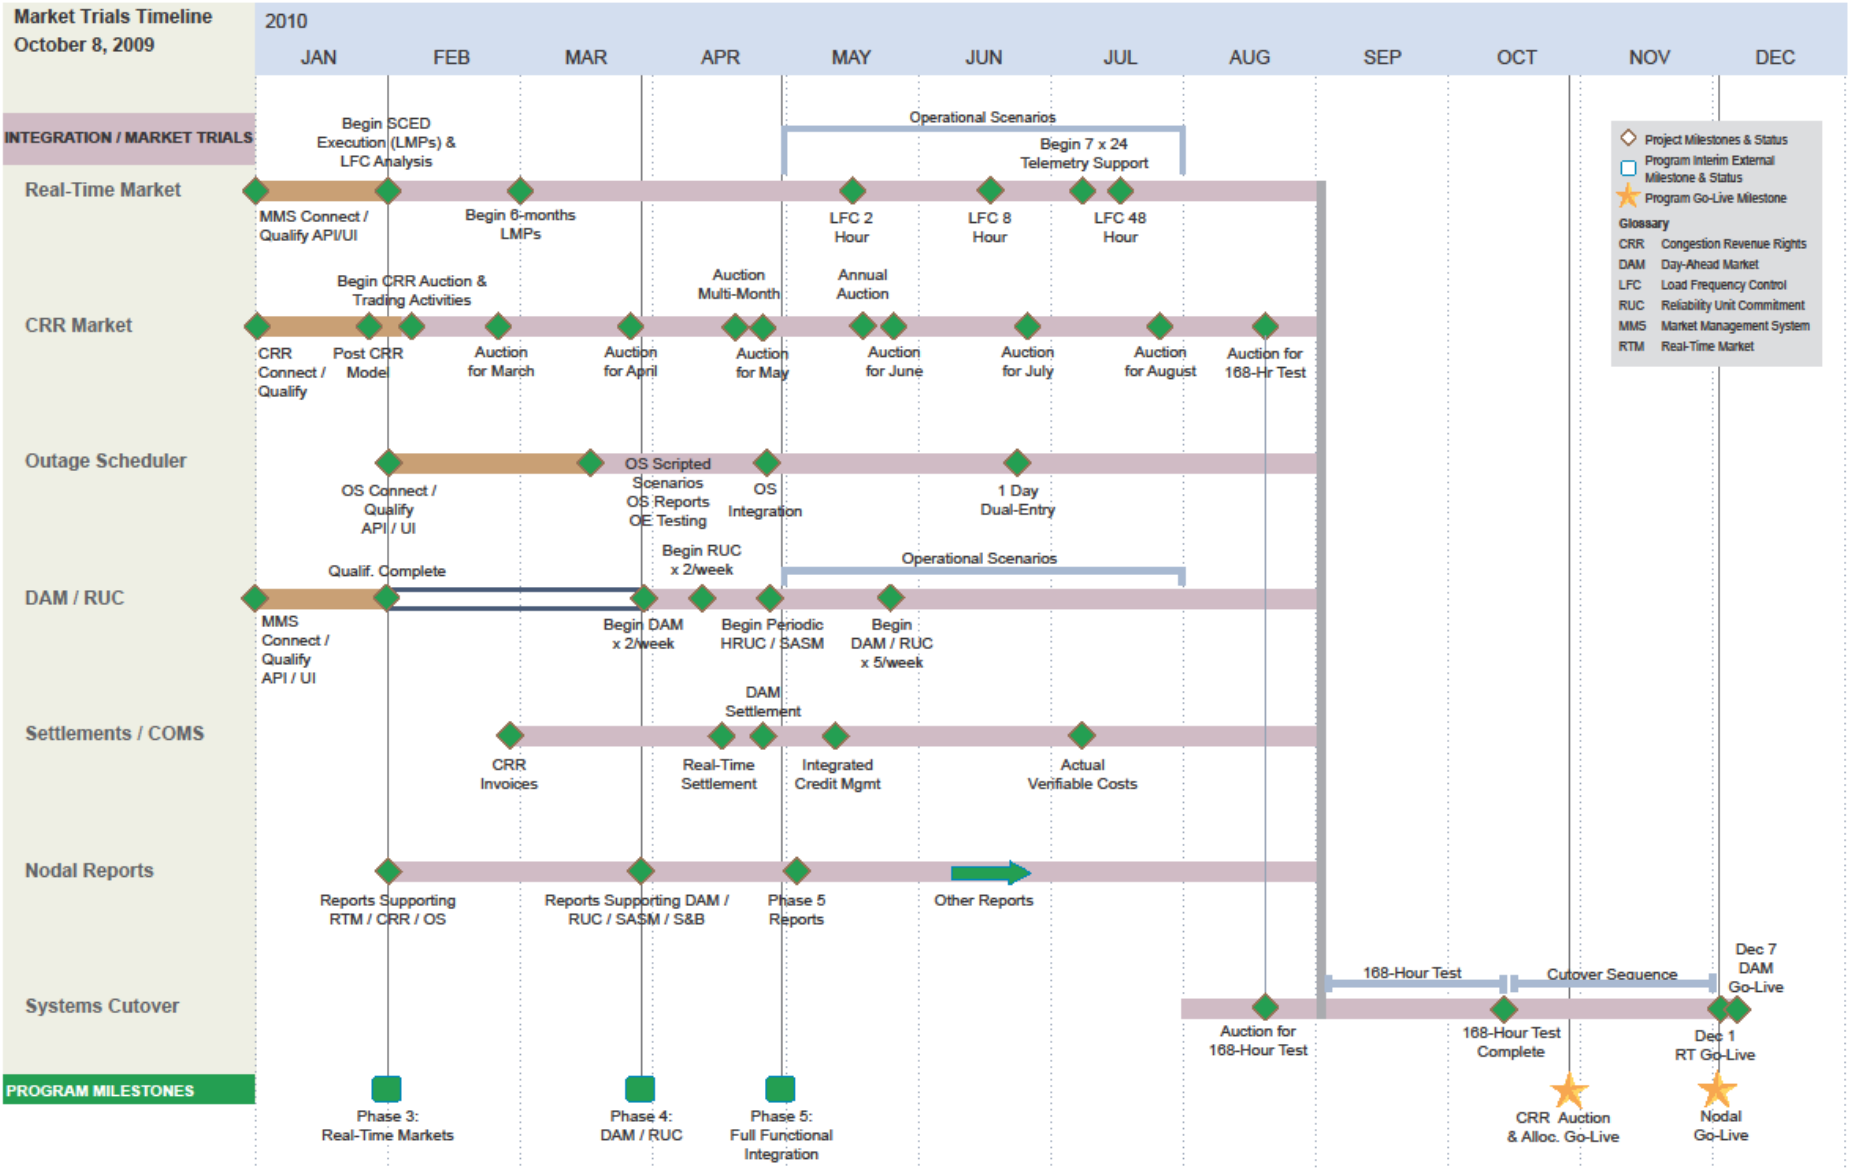 Market Trials Timeline
October 8, 2009
2010
JAN FEB MAR APR MAY JUN JUL AUG SEP OCT NOV DEC
INTEGRATION / MARKET TRIALS
Begin SCED
Execution (LMPs) &
LFC Analysis
Operational Scenarios
Begin 7 x 24
Telemetry Support
Project Milestones & Status
Program Interim External
Milestone & Status
Program Go-Live Milestone
Glossary
CRR Congestion Revenue Rights
DAM Day-Ahead Market
LFC Load Frequency Control
RUC Reliability Unit Commitment
MMS Market Management System
RTM Real-Time Market
Real-Time Market
MMS Connect /
Qualify API/UI
Begin 6-months
LMPs
LFC 2
Hour
LFC 8
Hour
LFC 48
Hour
CRR Market
Begin CRR Auction &
Trading Activities
Auction
Multi-Month
Annual
Auction
CRR
Connect /
Qualify
Post CRR
Model
Auction
for March
Auction
for April
Auction
for May
Auction
for June
Auction
for July
Auction
for August
Auction for
168-Hr Test
Outage Scheduler
OS Connect /
Qualify
API / UI
OS Scripted
Scenarios
OS Reports
OE Testing
OS
Integration
1 Day
Dual-Entry
DAM / RUC
Qualif. Complete
Begin RUC
x 2/week
Operational Scenarios
MMS
Connect /
Qualify
API / UI
Begin DAM
x 2/week
Begin Periodic
HRUC / SASM
Begin
DAM / RUC
x 5/week
Settlements / COMS
DAM
Settlement
CRR
Invoices
Real-Time
Settlement
Integrated
Credit Mgmt
Actual
Verifiable Costs
Nodal Reports
Reports Supporting
RTM / CRR / OS
Reports Supporting DAM /
RUC / SASM / S&B
Phase 5
Reports
Other Reports
Systems Cutover
168-Hour Test
Cutover Sequence
Dec 7
DAM
Go-Live
Auction for
168-Hour Test
168-Hour Test
Complete
Dec 1
RT Go-Live
PROGRAM MILESTONES
Phase 3:
Real-Time Markets
Phase 4:
DAM / RUC
Phase 5:
Full Functional
Integration
CRR Auction
& Alloc. Go-Live
Nodal
Go-Live